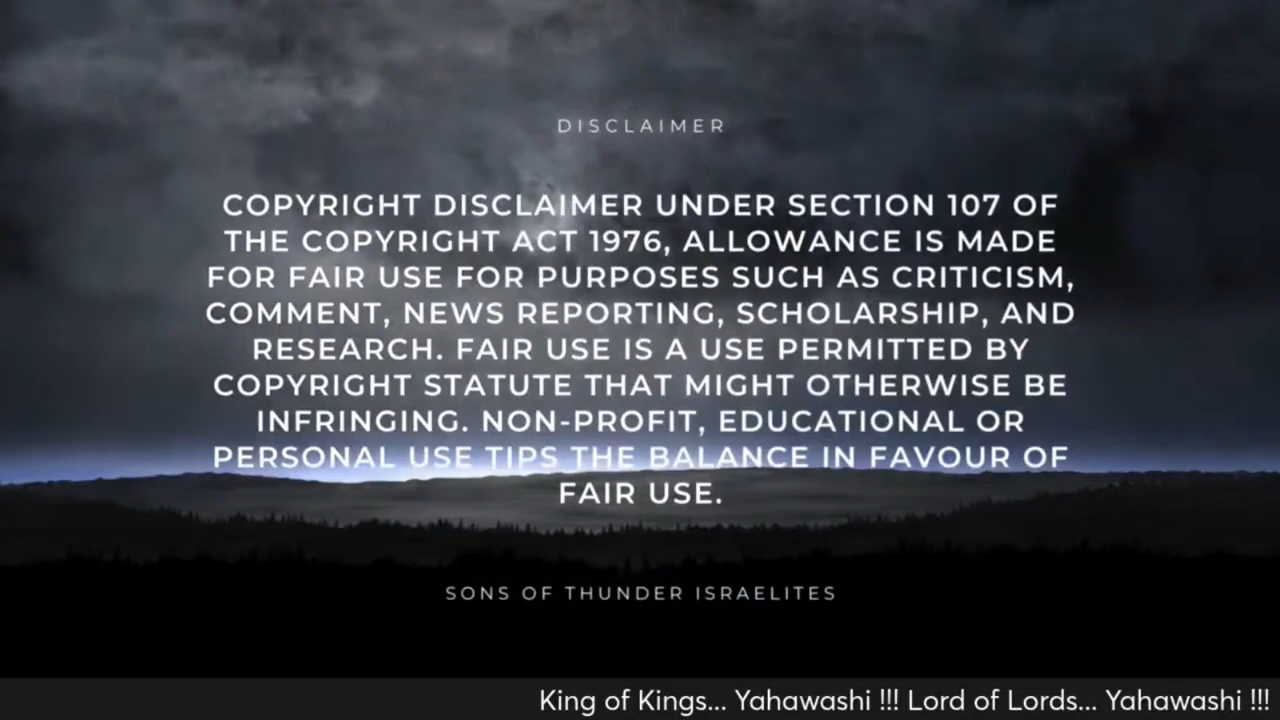 DISCLAIMER
COPYRIGHT DISCLAIMER UNDER SECTION 107 OF
THE COPYRIGHT ACT 1976, ALLOWANCE IS MADE
FOR FAIR USE FOR PURPOSES SUCH AS CRITICISM,
COMMENT, NEWS REPORTING, SCHOLARSHIP, AND
RESEARCH. FAIR USE IS A USE PERMITTED BY
COPYRIGHT STATUTE THAT MIGHT OTHERWISE BE
INFRINGING. NON-PROFIT, EDUCATIONAL OR
PERSONAL USE TIPS THE BALANCE IN FAVOUR OF
FAIR USE.
SONS OF THUNDER ISRAELITES
King of Kings... Yahawashi !!! Lord of Lords... Yahawashi !!!